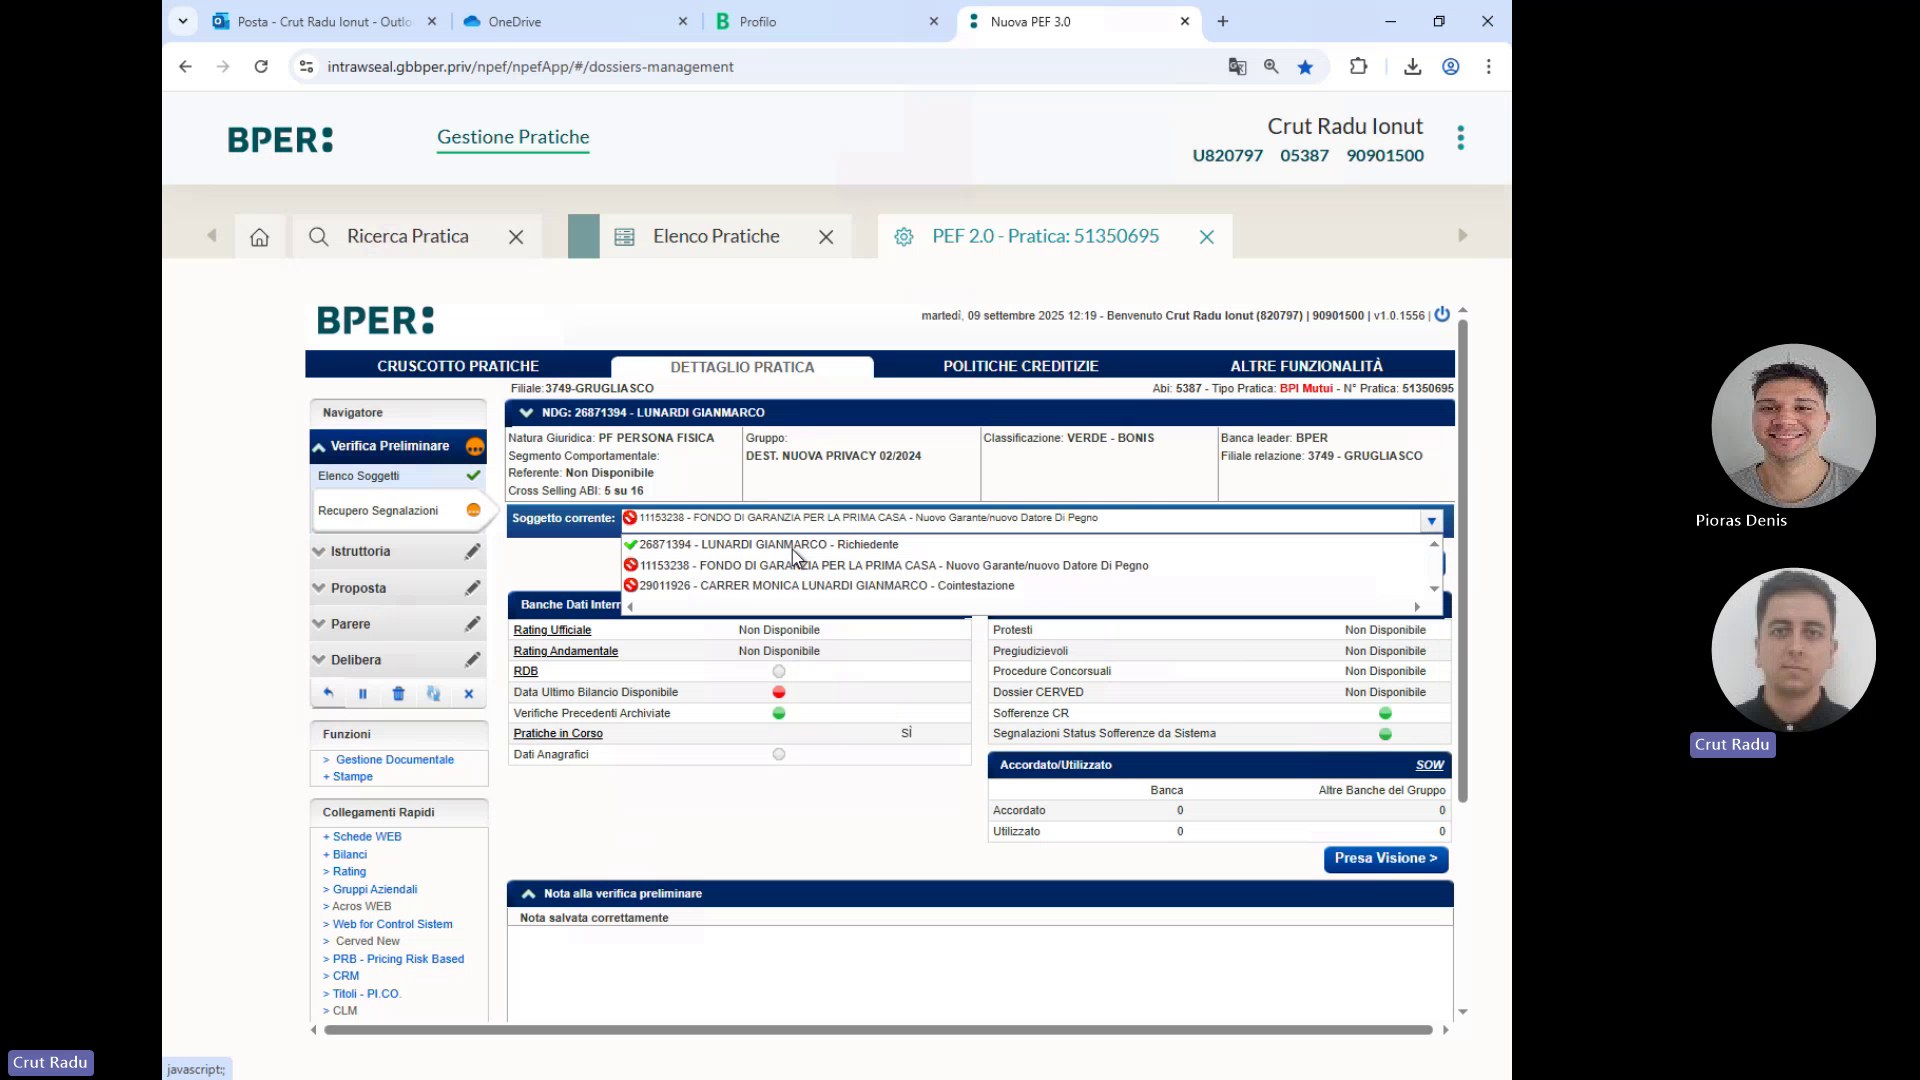 Posta - Crut Radu Ionut - Outlo
OneDrive
Profilo
Nuova PEF 3.0
intrawseal.gbbper.priv/npef/npefApp/#/dossiers-management
BPER:
Gestione Pratiche
Crut Radu Ionut
U820797 05387 90901500
Ricerca Pratica
Elenco Pratiche
PEF 2.0 - Pratica: 51350695
BPER:
martedì, 09 settembre 2025 12:19 - Benvenuto Crut Radu Ionut (820797) | 90901500 | v1.0.1556 |
CRUSCOTTO PRATICHE
DETTAGLIO PRATICA
POLITICHE CREDITIZIE
ALTRE FUNZIONALITÀ
Filiale:3749-GRUGLIASCO
Abi: 5387 - Tipo Pratica: BPI Mutui - N° Pratica: 51350695
Navigatore
Verifica Preliminare
Elenco Soggetti
Recupero Segnalazioni
Istruttoria
Proposta
Parere
Delibera
Funzioni
> Gestione Documentale
+ Stampe
Collegamenti Rapidi
+ Schede WEB
+ Bilanci
> Rating
> Gruppi Aziendali
> Acros WEB
> Web for Control Sistem
> Cerved New
> PRB - Pricing Risk Based
> CRM
> Titoli - PI.CO.
> CLM
NDG: 26871394 - LUNARDI GIANMARCO
Natura Giuridica: PF PERSONA FISICA
Segmento Comportamentale:
Referente: Non Disponibile
Cross Selling ABI: 5 su 16
Gruppo:
DEST. NUOVA PRIVACY 02/2024
Classificazione: VERDE - BONIS
Banca leader: BPER
Filiale relazione: 3749 - GRUGLIASCO
Soggetto corrente: 11153238 - FONDO DI GARANZIA PER LA PRIMA CASA - Nuovo Garante/nuovo Datore Di Pegno
26871394 - LUNARDI GIANMARCO - Richiedente
11153238 - FONDO DI GARANZIA PER LA PRIMA CASA - Nuovo Garante/nuovo Datore Di Pegno
29011926 - CARRER MONICA LUNARDI GIANMARCO - Cointestazione
Banche Dati Intern
Rating Ufficiale Non Disponibile
Rating Andamentale Non Disponibile
RDB
Data Ultimo Bilancio Disponibile
Verifiche Precedenti Archiviate
Pratiche in Corso SÌ
Dati Anagrafici
Protesti Non Disponibile
Pregiudizievoli Non Disponibile
Procedure Concorsuali Non Disponibile
Dossier CERVED Non Disponibile
Sofferenze CR
Segnalazioni Status Sofferenze da Sistema
Accordato/Utilizzato SOW
Banca Altre Banche del Gruppo
Accordato 0 0
Utilizzato 0 0
Presa Visione >
Nota alla verifica preliminare
Nota salvata correttamente
javascript:;
Pioras Denis
Crut Radu
Crut Radu